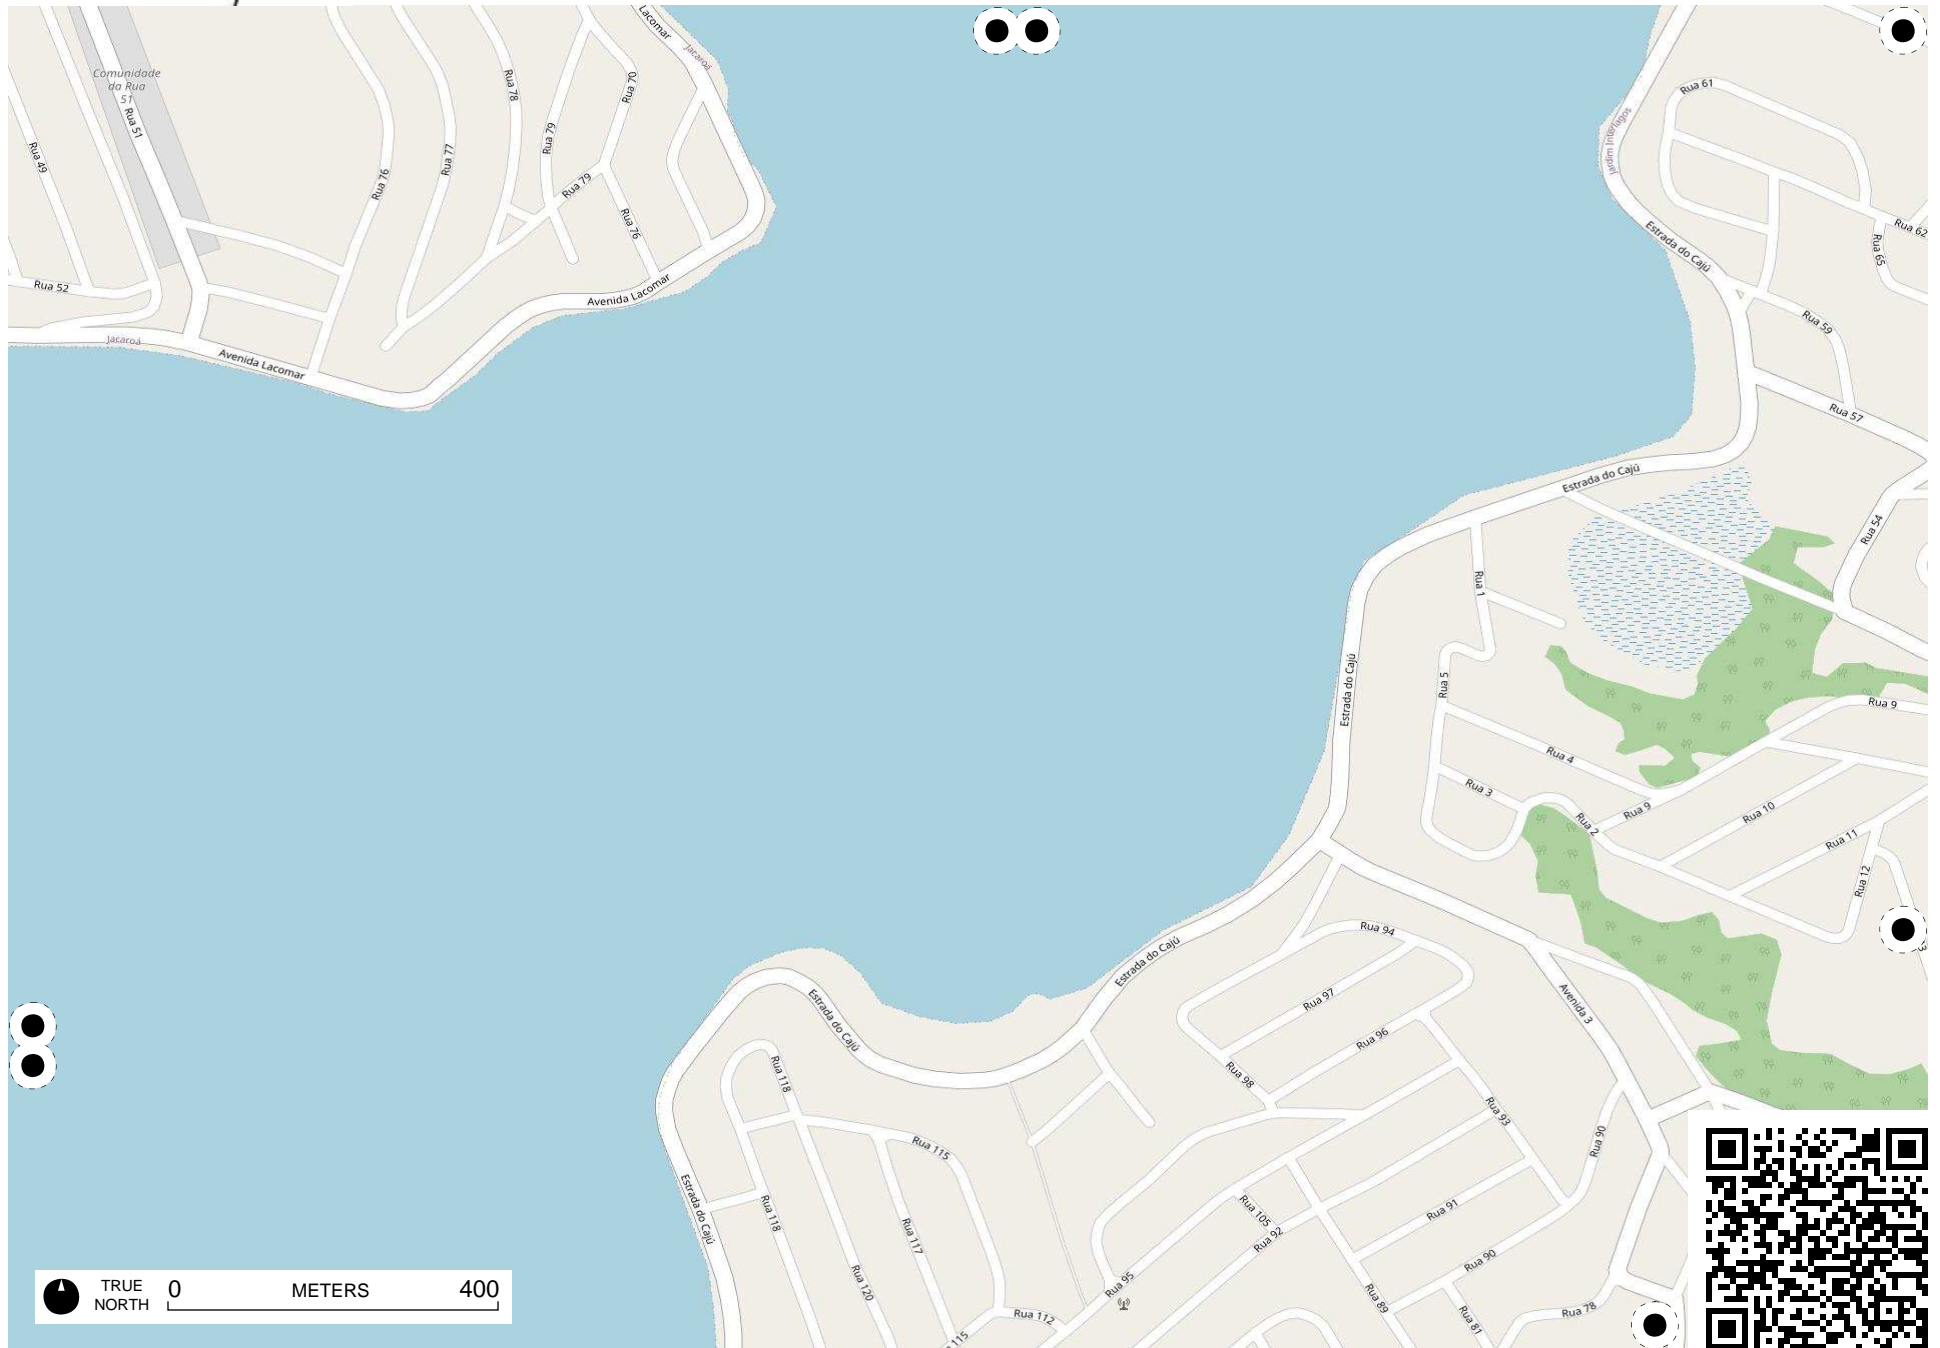 Lacomar
Jacaroá
Comunidade
da Rua
51
Rua 51
Rua 49
Rua 78
Rua 70
Rua 79
Rua 77
Rua 76
Rua 79
Rua 76
Rua 52
Avenida Lacomar
Jacaroá
Avenida Lacomar
Rua 61
Jardim Interlagos
Rua 62
Rua 65
Estrada do Cajú
Rua 59
Rua 57
Estrada do Cajú
Rua 54
Rua 1
Estrada do Cajú
Rua 5
Rua 9
Rua 4
Rua 3
Rua 9
Rua 10
Rua 2
Rua 11
Rua 12
Rua 94
Estrada do Cajú
Rua 97
Avenida 3
Estrada do Cajú
Rua 96
Rua 98
Rua 118
Rua 93
Rua 90
Rua 115
Estrada do Cajú
Rua 118
Rua 117
Rua 105
Rua 91
Rua 92
Rua 90
Rua 120
Rua 95
Rua 89
Rua 112
Rua 78
Rua 81
115
TRUE
NORTH
0 METERS 400